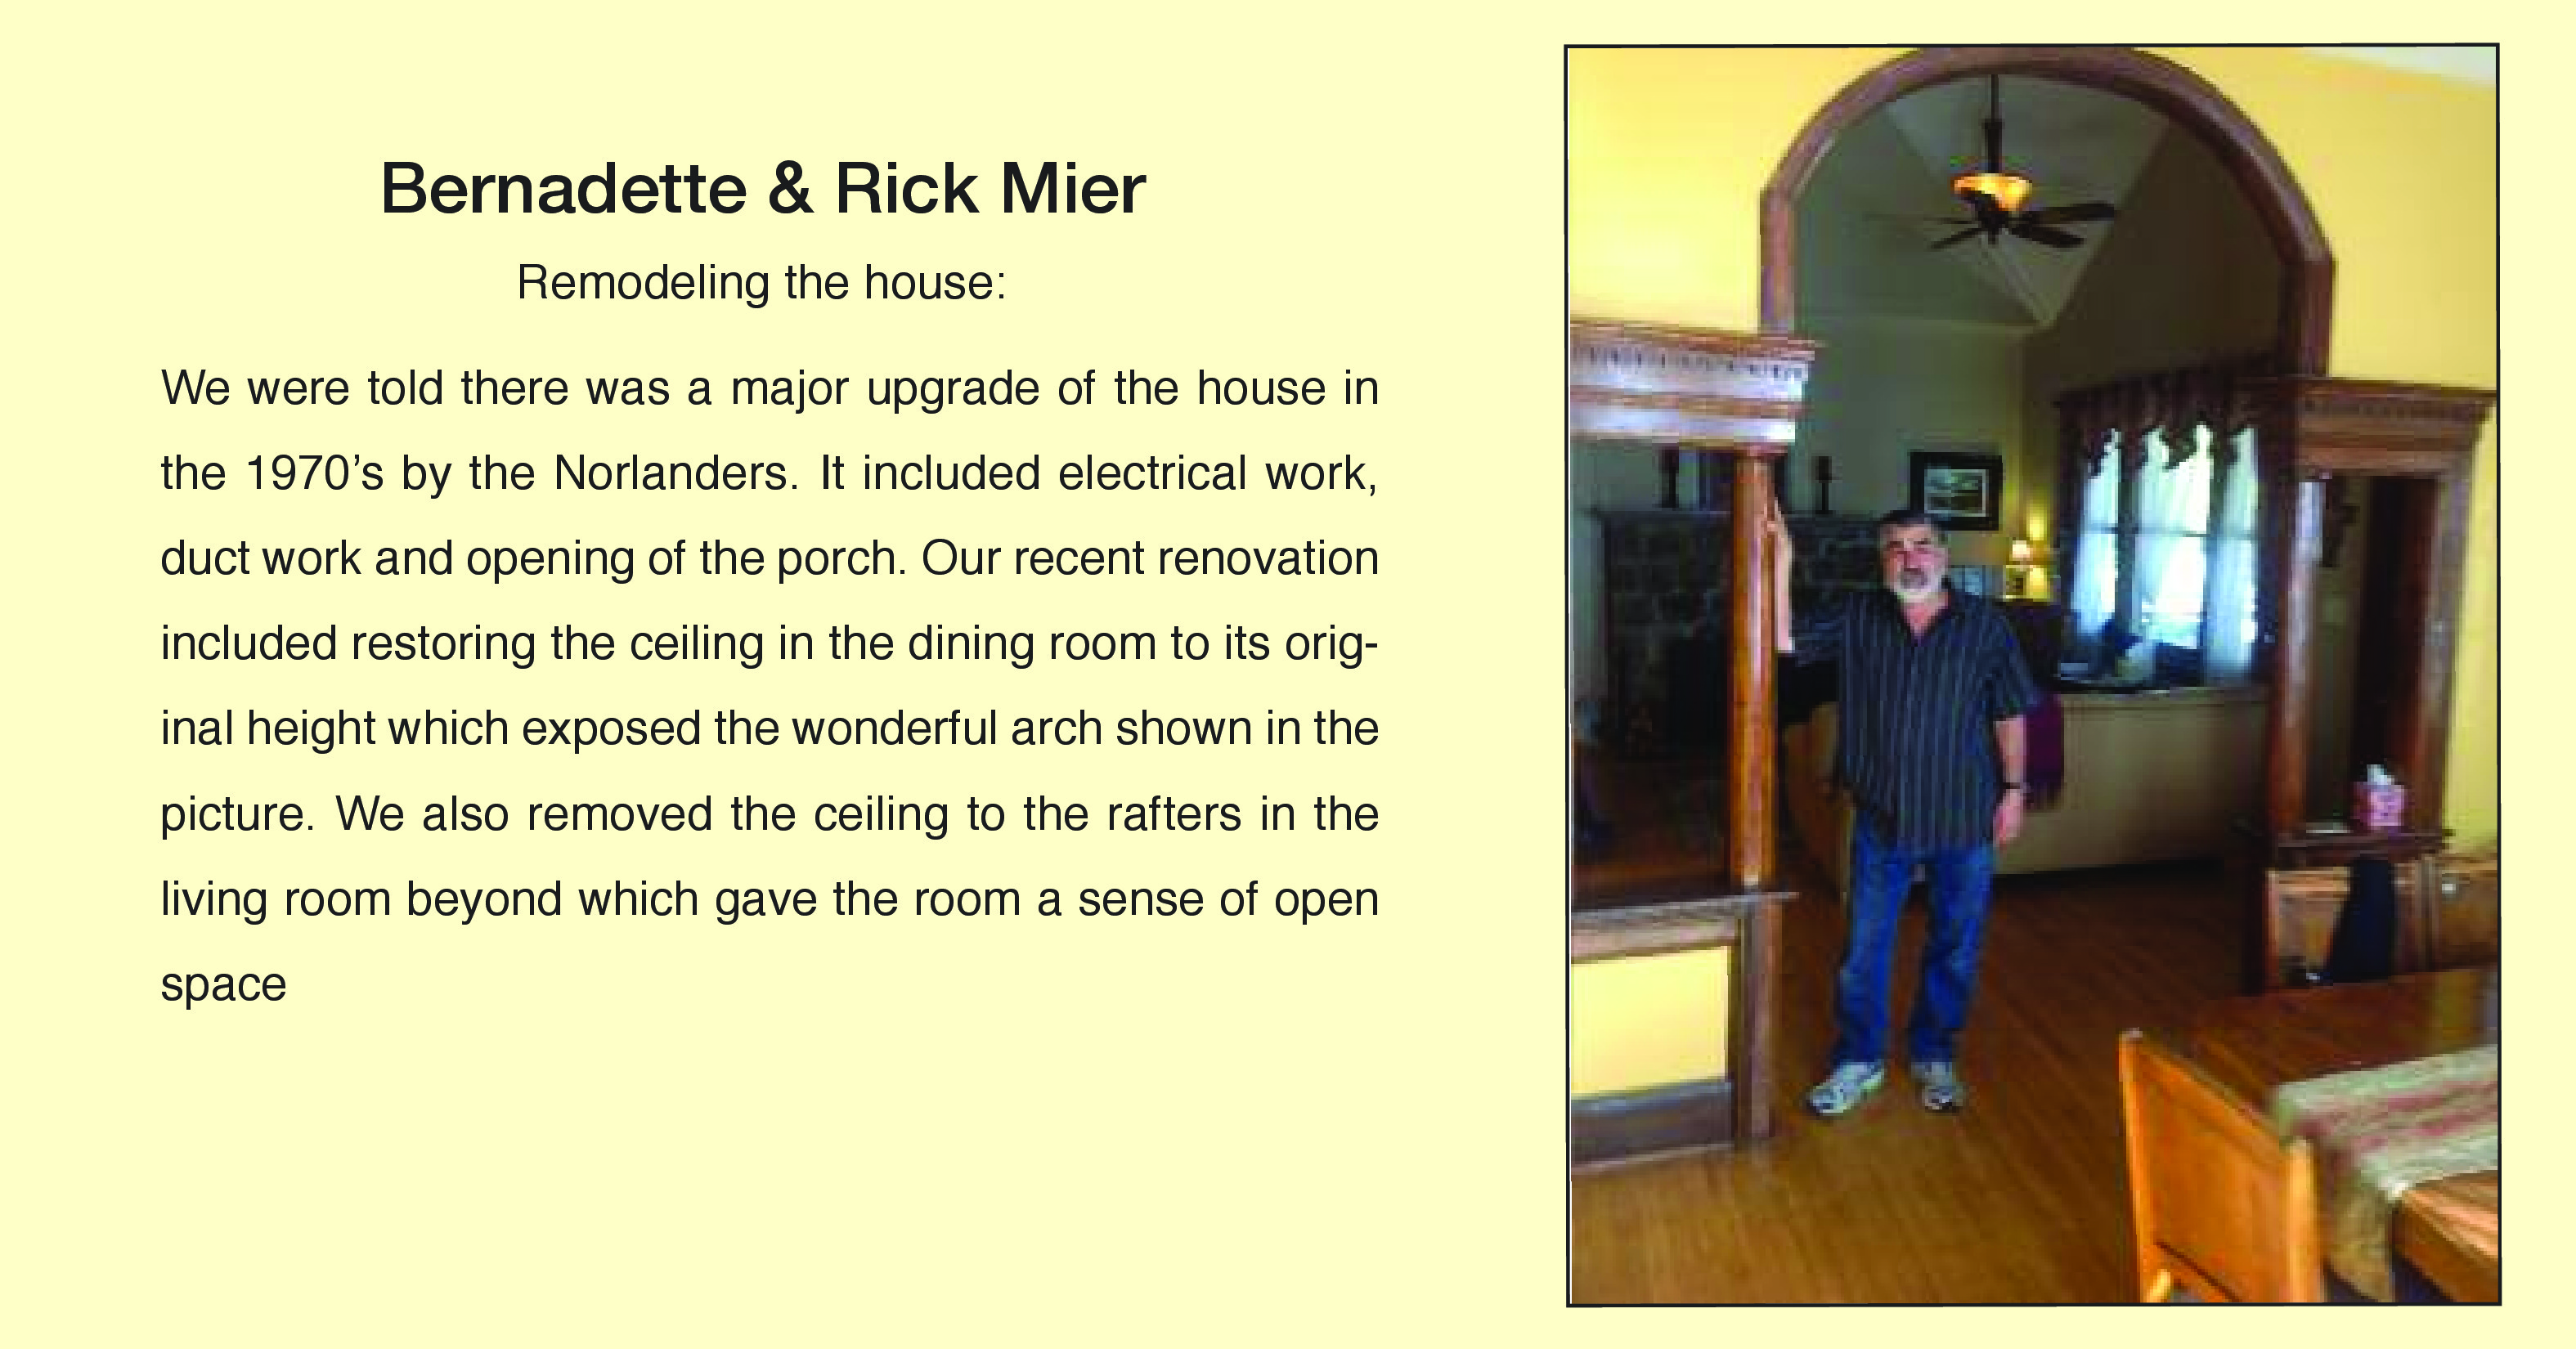 Bernadette & Rick Mier
Remodeling the house:
We were told there was a major upgrade of the house in
the 1970’s by the Norlanders. It included electrical work,
duct work and opening of the porch. Our recent renovation
included restoring the ceiling in the dining room to its orig-
inal height which exposed the wonderful arch shown in the
picture. We also removed the ceiling to the rafters in the
living room beyond which gave the room a sense of open
space